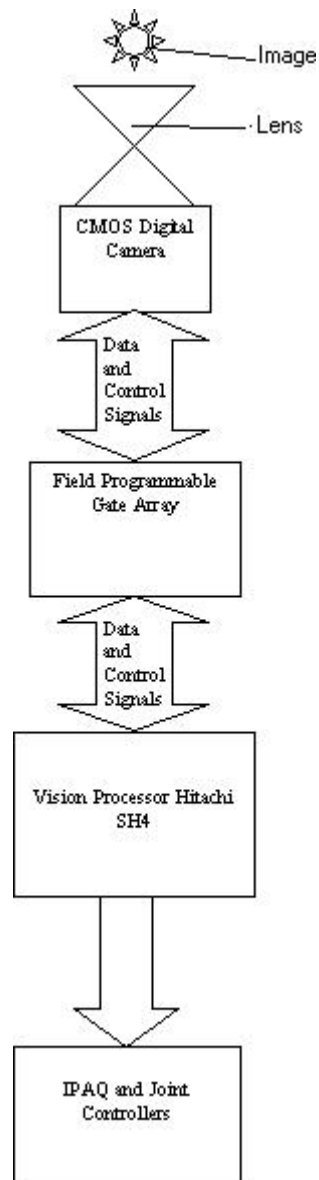 Image
Lens
CMOS Digital
Camera
Data
and
Control
Signals
Field Programmable
Gate Array
Data
and
Control
Signals
Vision Processor Hitachi
SH4
IPAQ and Joint
Controllers